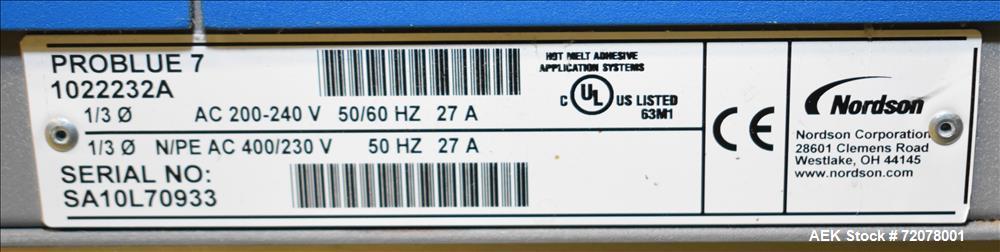 PROBLUE 7
1022232A
1/3 Ø AC 200-240 V 50/60 HZ 27 A
1/3 Ø N/PE AC 400/230 V 50 HZ 27 A
SERIAL NO:
SA10L70933
HOT MELT ADHESIVE
APPLICATION SYSTEMS
C UL US LISTED
63M1
CE
Nordson
Nordson Corporation
28601 Clemens Road
Westlake, OH 44145
www.nordson.com
AEK Stock # 72078001